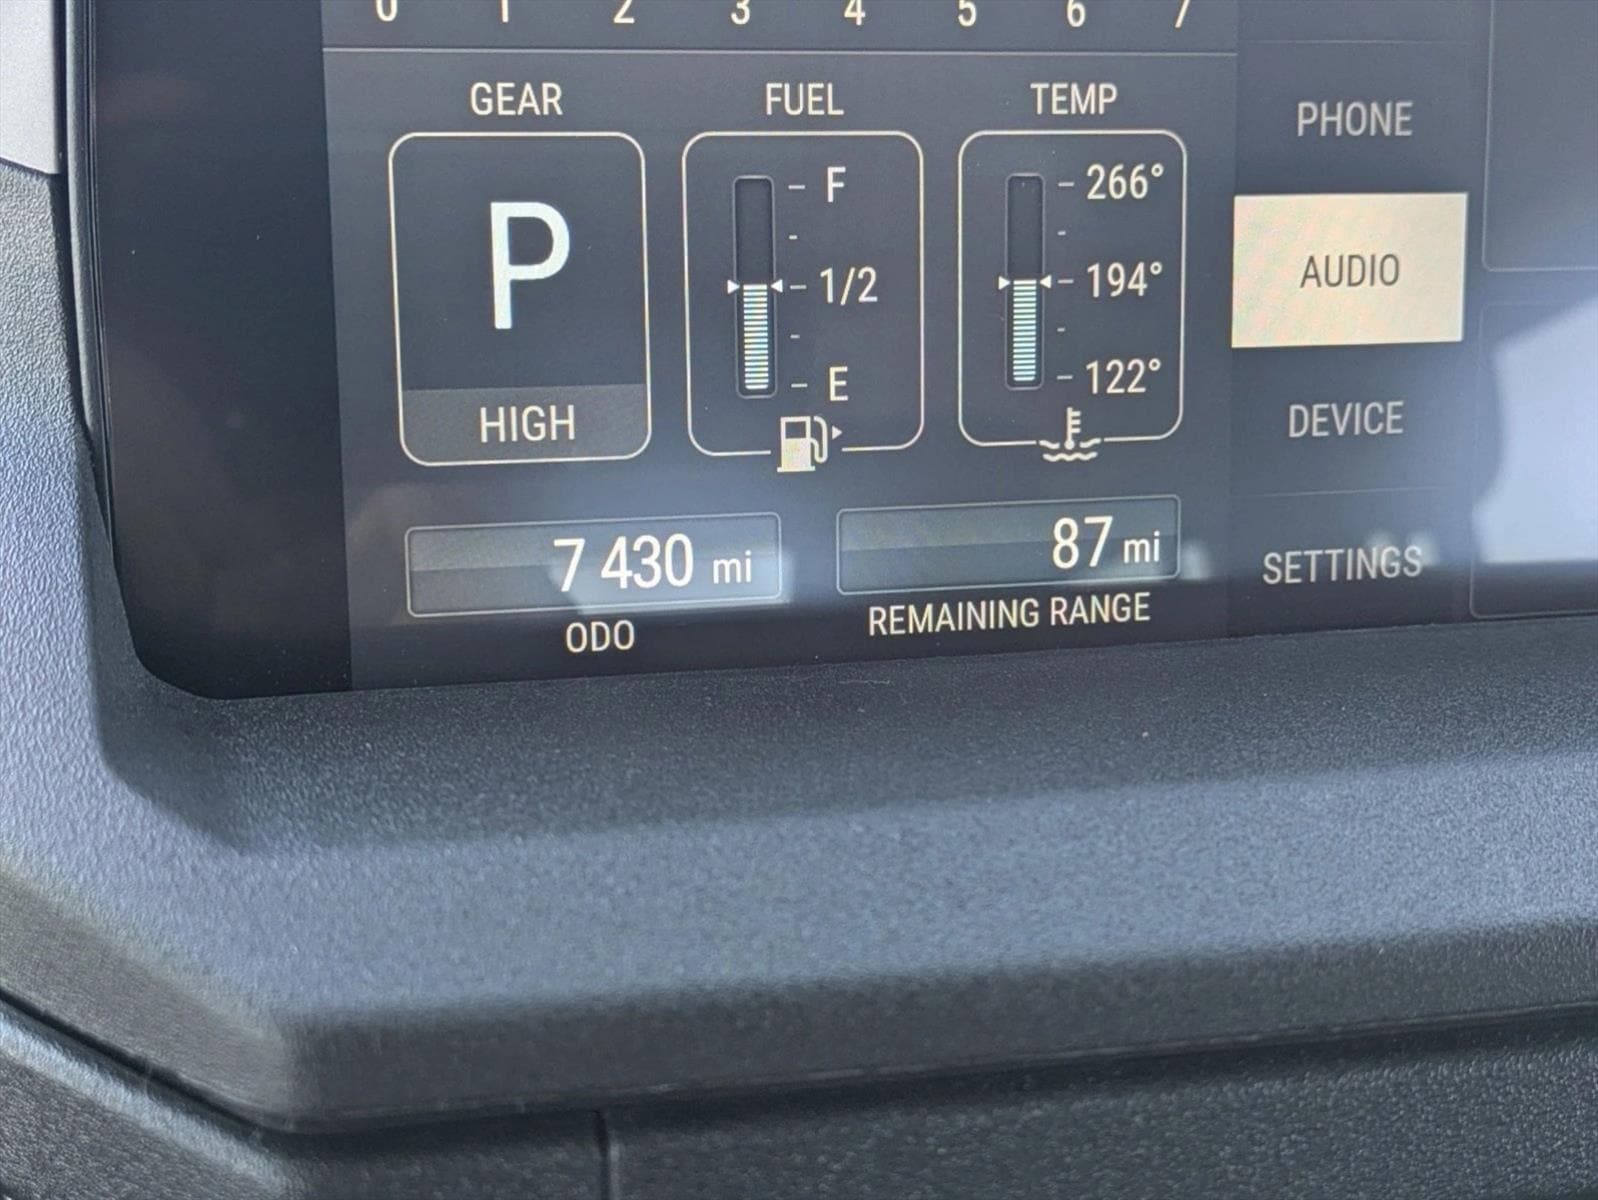 0 1 2 3 4 5 6 7
GEAR FUEL TEMP
PHONE
P
HIGH
F
1/2
E
266°
194°
122°
AUDIO
DEVICE
7 430 mi
ODO
87 mi
REMAINING RANGE
SETTINGS